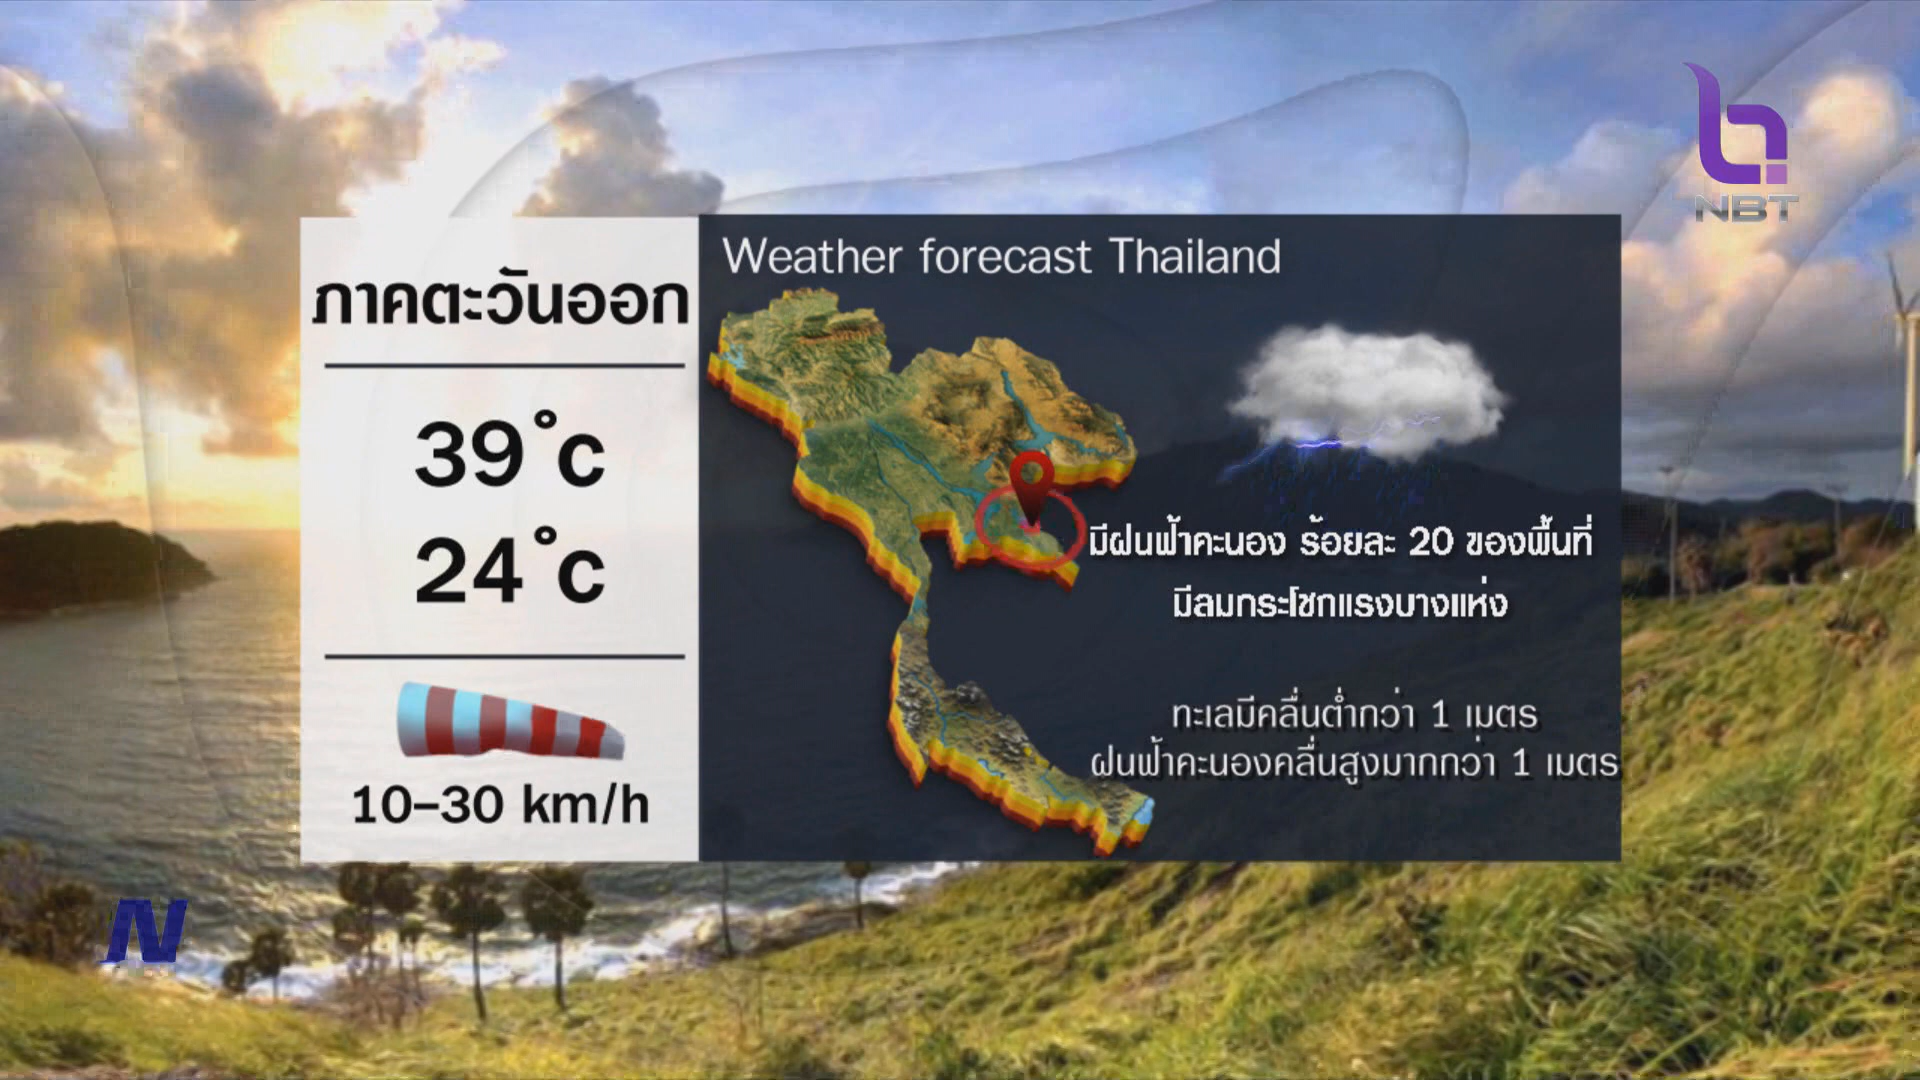 NBT
Weather forecast Thailand
ภาคตะวันออก
39°c
24°c
10-30 km/h
มีฝนฟ้าคะนอง ร้อยละ 20 ของพื้นที่
มีลมกระโชกแรงบางแห่ง
ทะเลมีคลื่นต่ำกว่า 1 เมตร
ฝนฟ้าคะนองคลื่นสูงมากกว่า 1 เมตร
N